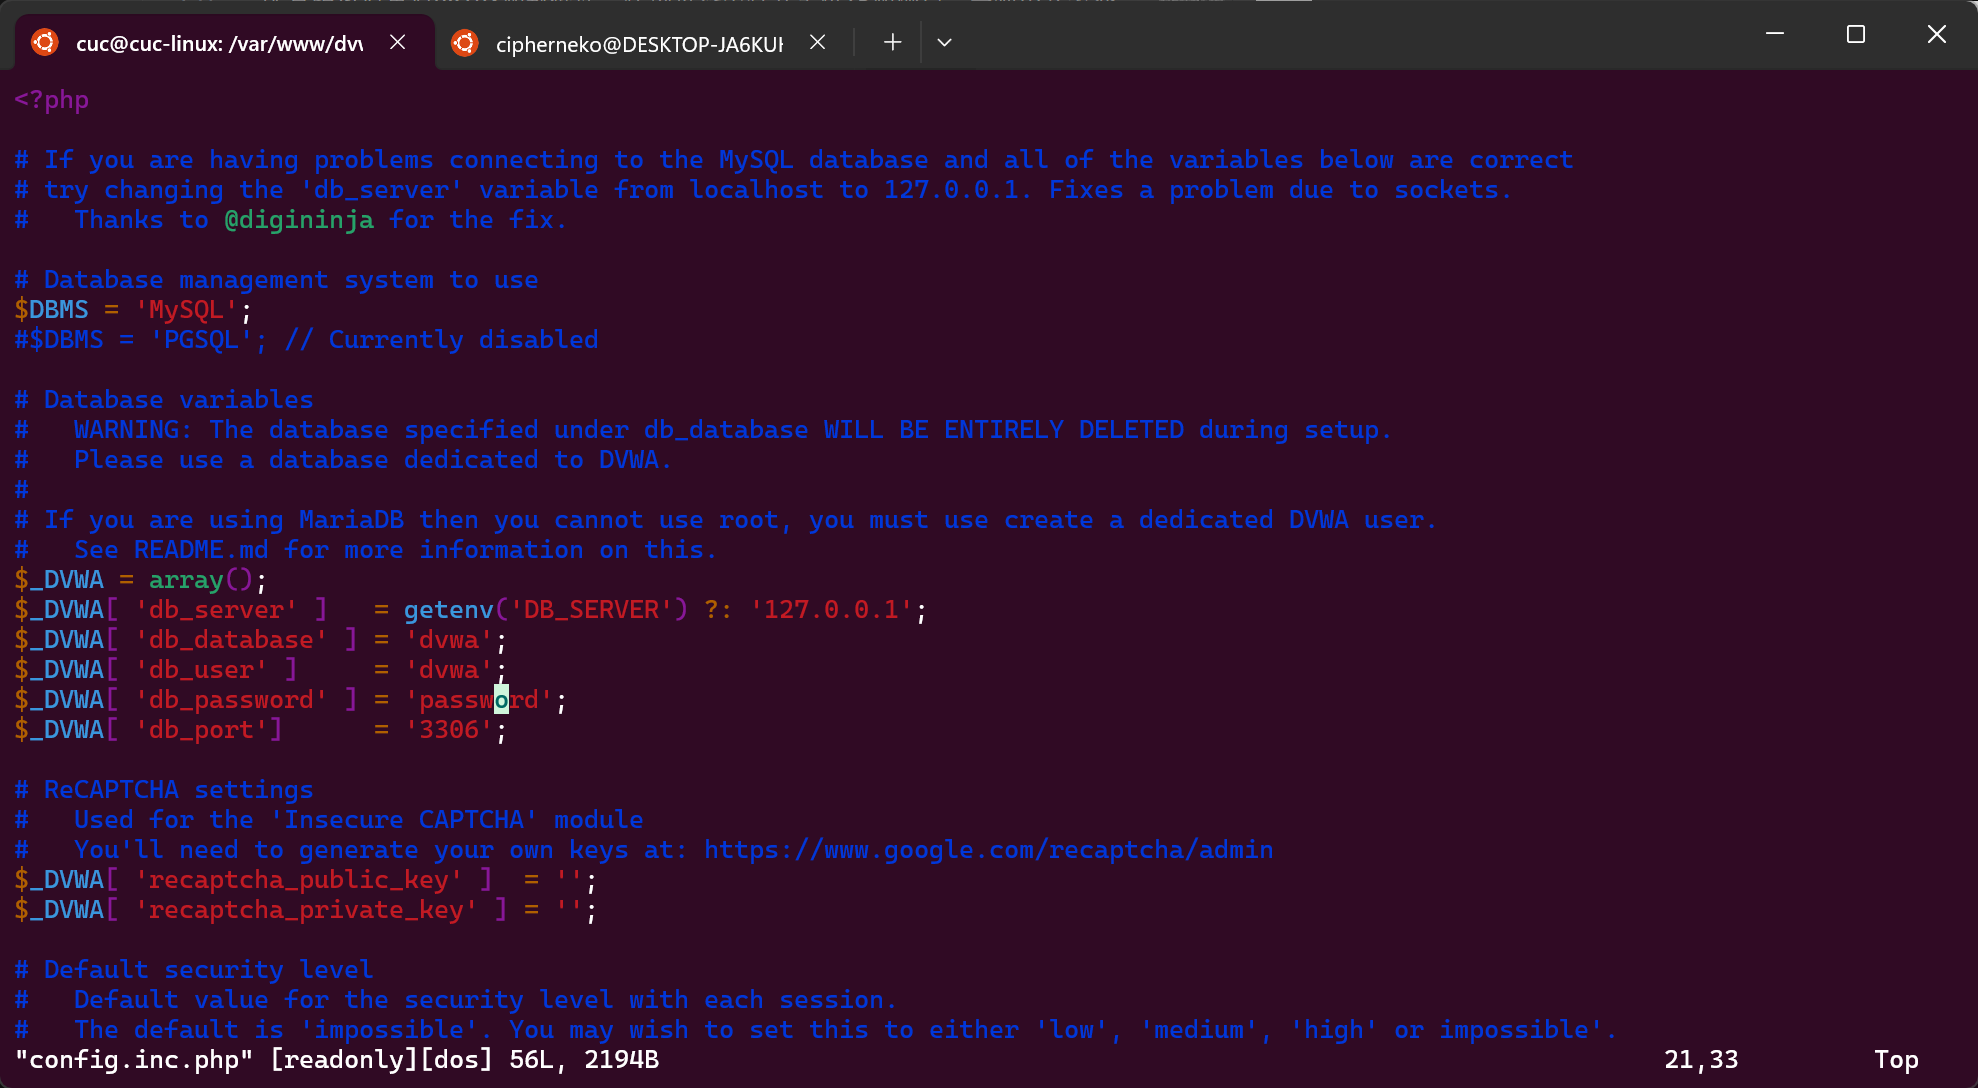 cuc@cuc-linux: /var/www/dv
cipherneko@DESKTOP-JA6KU
<?php
# If you are having problems connecting to the MySQL database and all of the variables below are correct
# try changing the 'db_server' variable from localhost to 127.0.0.1. Fixes a problem due to sockets.
#   Thanks to @digininja for the fix.
# Database management system to use
$DBMS = 'MySQL';
#$DBMS = 'PGSQL'; // Currently disabled
# Database variables
#   WARNING: The database specified under db_database WILL BE ENTIRELY DELETED during setup.
#   Please use a database dedicated to DVWA.
#
# If you are using MariaDB then you cannot use root, you must use create a dedicated DVWA user.
#   See README.md for more information on this.
$_DVWA = array();
$_DVWA[ 'db_server' ]   = getenv('DB_SERVER') ?: '127.0.0.1';
$_DVWA[ 'db_database' ] = 'dvwa';
$_DVWA[ 'db_user' ]     = 'dvwa';
$_DVWA[ 'db_password' ] = 'password';
$_DVWA[ 'db_port']      = '3306';
# ReCAPTCHA settings
#   Used for the 'Insecure CAPTCHA' module
#   You'll need to generate your own keys at: https://www.google.com/recaptcha/admin
$_DVWA[ 'recaptcha_public_key' ]  = '';
$_DVWA[ 'recaptcha_private_key' ] = '';
# Default security level
#   Default value for the security level with each session.
#   The default is 'impossible'. You may wish to set this to either 'low', 'medium', 'high' or impossible'.
"config.inc.php" [readonly][dos] 56L, 2194B 21,33 Top